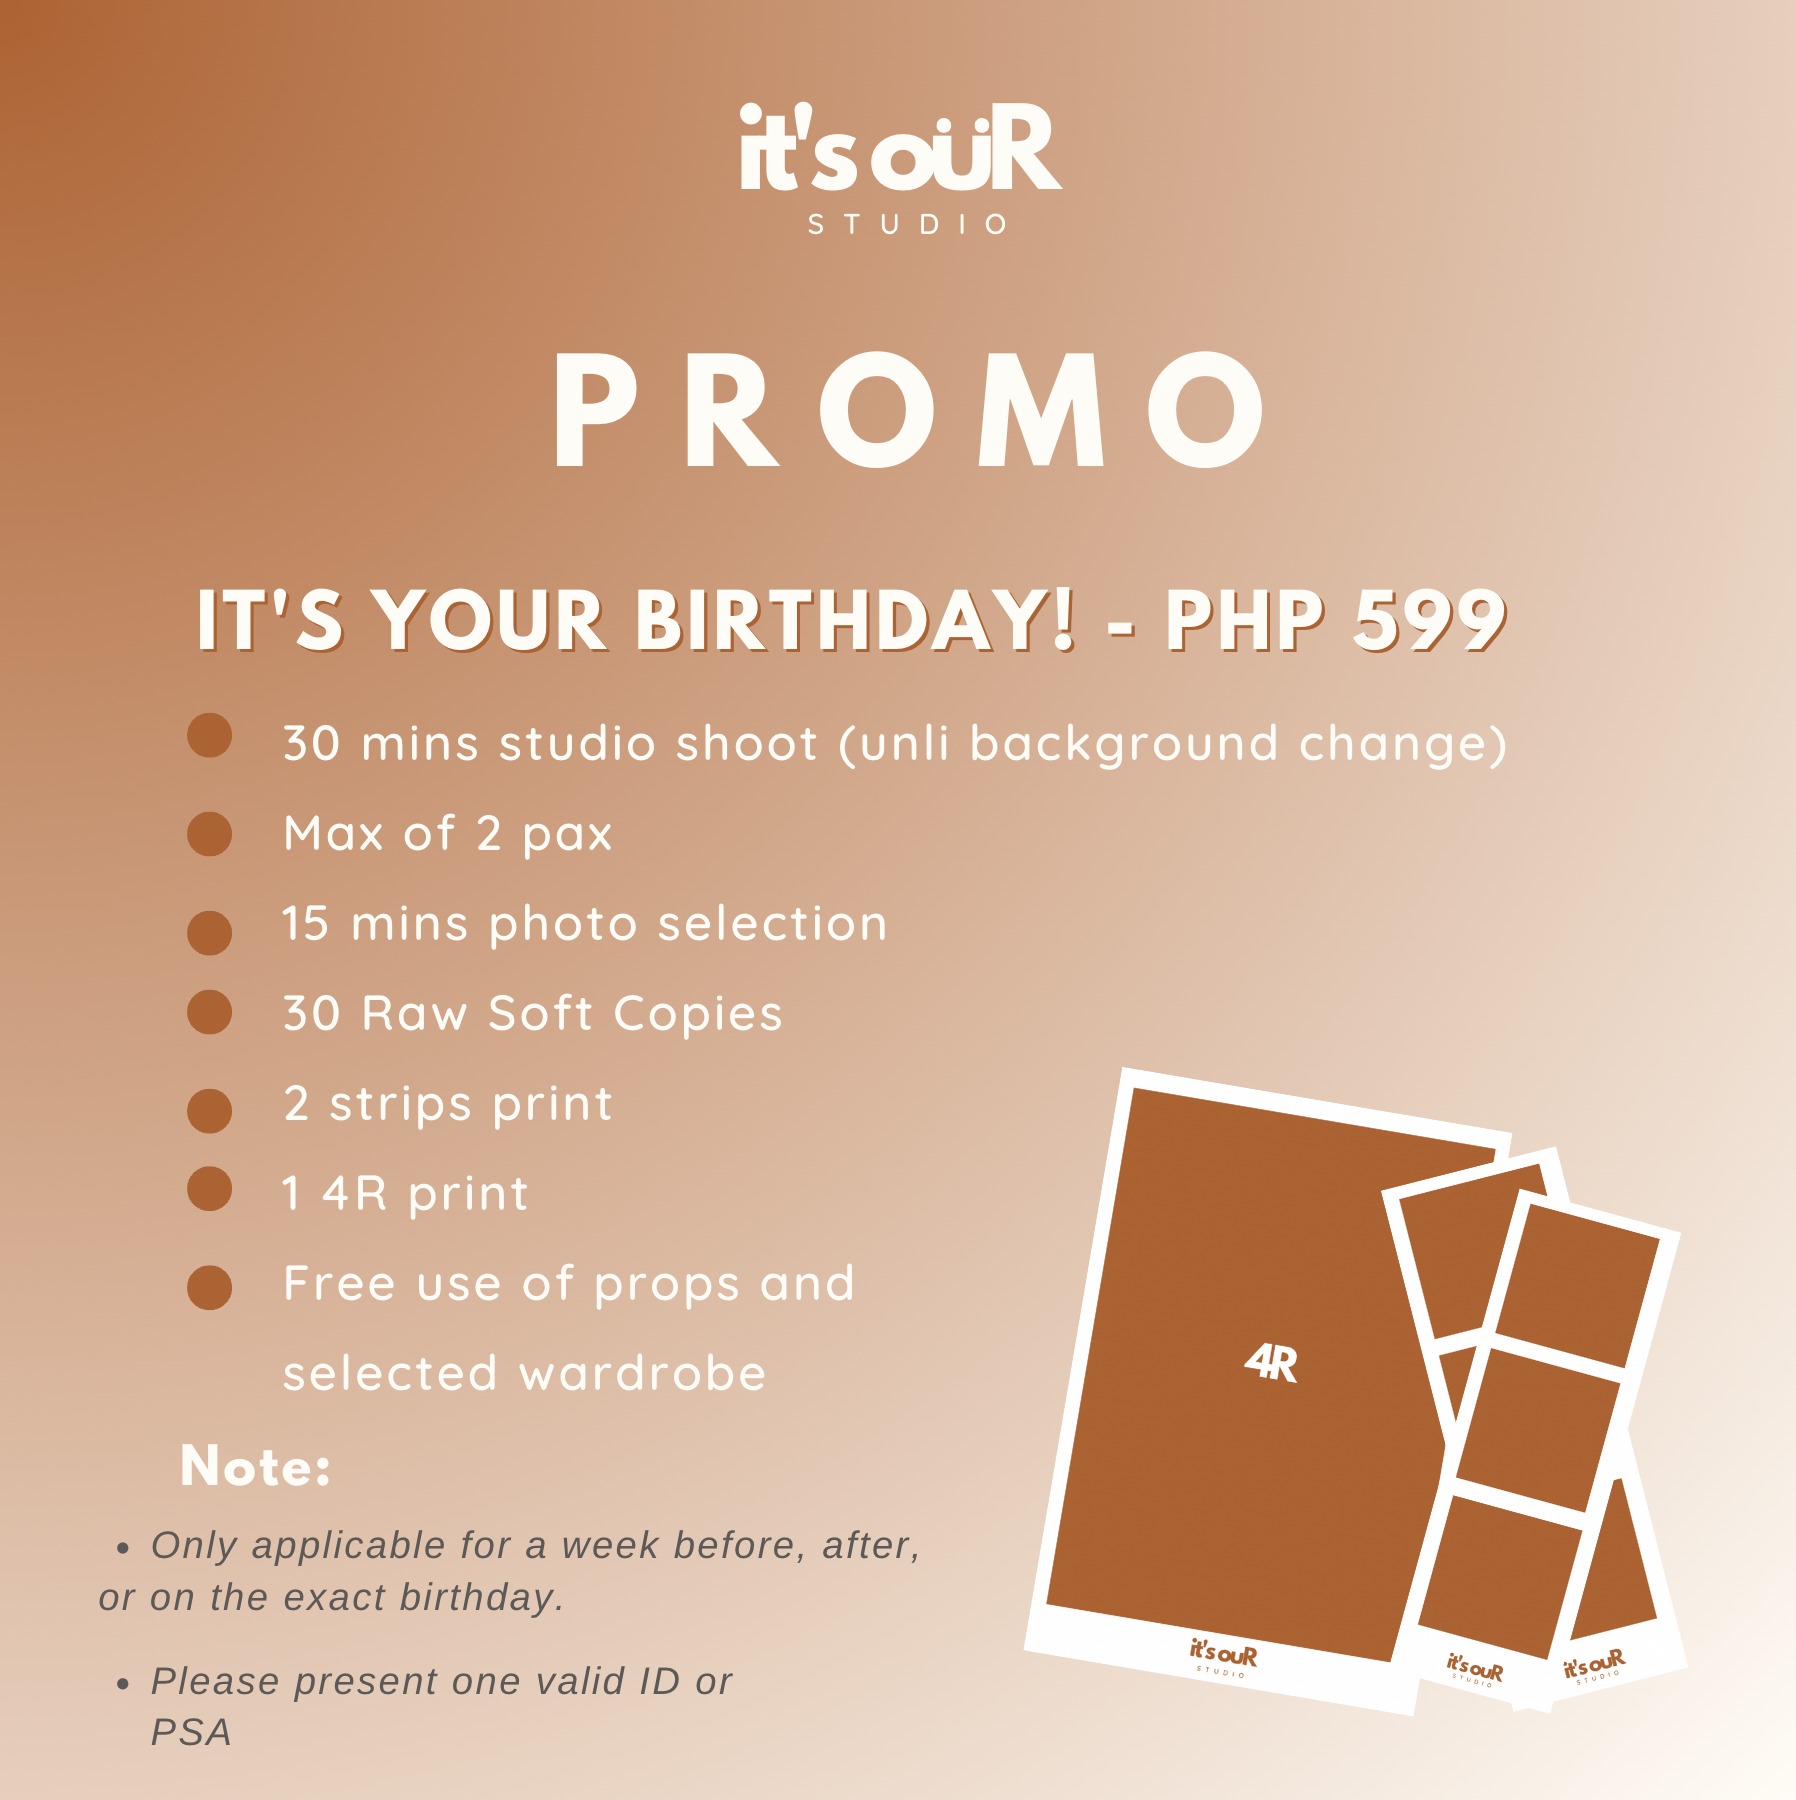 it's oüR
STUDIO
PROMO
IT'S YOUR BIRTHDAY! - PHP 599
30 mins studio shoot (unli background change)
Max of 2 pax
15 mins photo selection
30 Raw Soft Copies
2 strips print
1 4R print
Free use of props and
selected wardrobe
Note:
• Only applicable for a week before, after,
or on the exact birthday.
• Please present one valid ID or
PSA
4R
it's ouR
STUDIO
it's ouR
STUDIO
it's ouR
STUDIO